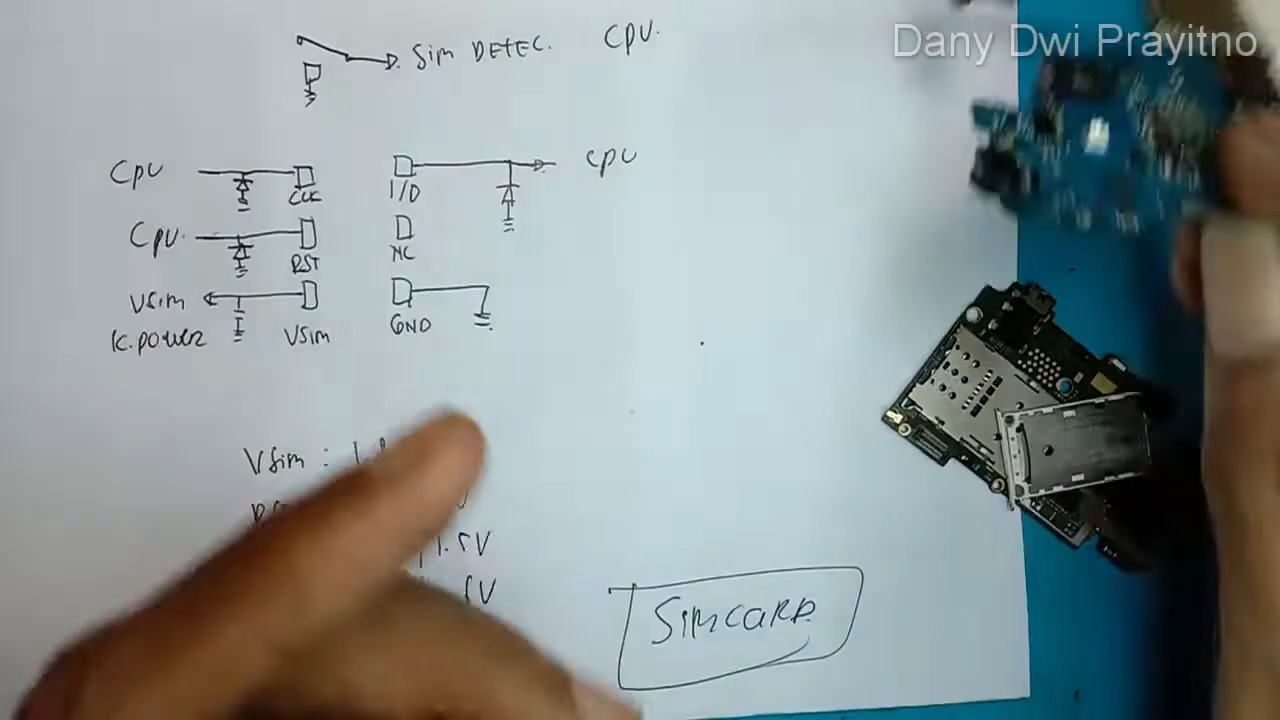 Dany Dwi Prayitno
SIM DETEC. CPU.
CPU CLK I/O CPU
CPU. RST NC
VSIM VSIM GND
IC.POWER
VSIM :
1.5V
SIMCARD